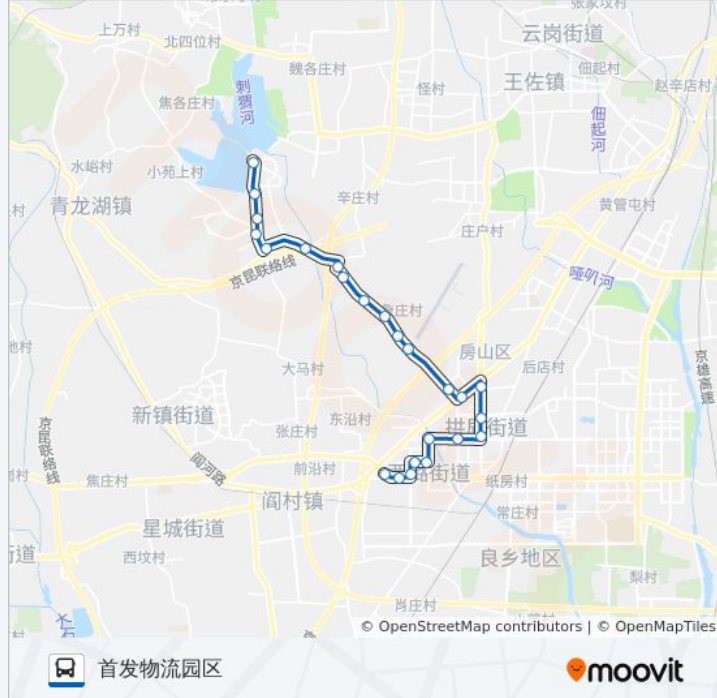 张家坟村
上万村
云岗街道
北四位村
魏各庄村
佃起村
刺猬河
怪村
王佐镇
赵辛店村
焦各庄村
佃起河
水峪村
小苑上村
辛庄村
青龙湖镇
黄管屯村
庄户村
京昆联络线
哑叭河
房山区
后店村
大马村
京雄高速
新镇街道
东沿村
拱辰街道
张庄村
京昆联络线
阎河路
前沿村
焦庄村
街道
纸房村
阎村镇
常庄村
星城街道
街道
西坟村
良乡地区
梨村
肖庄村
© OpenStreetMap contributors | © OpenMapTiles
首发物流园区
moovit